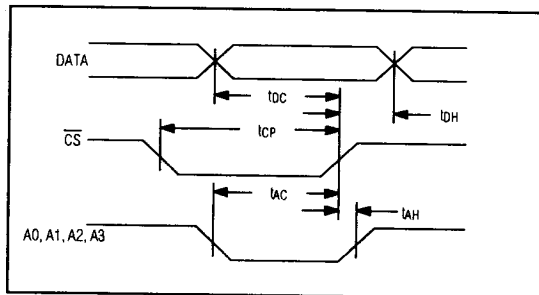 DATA
tDC
tDH
tCP
CS
tAC
tAH
A0, A1, A2, A3